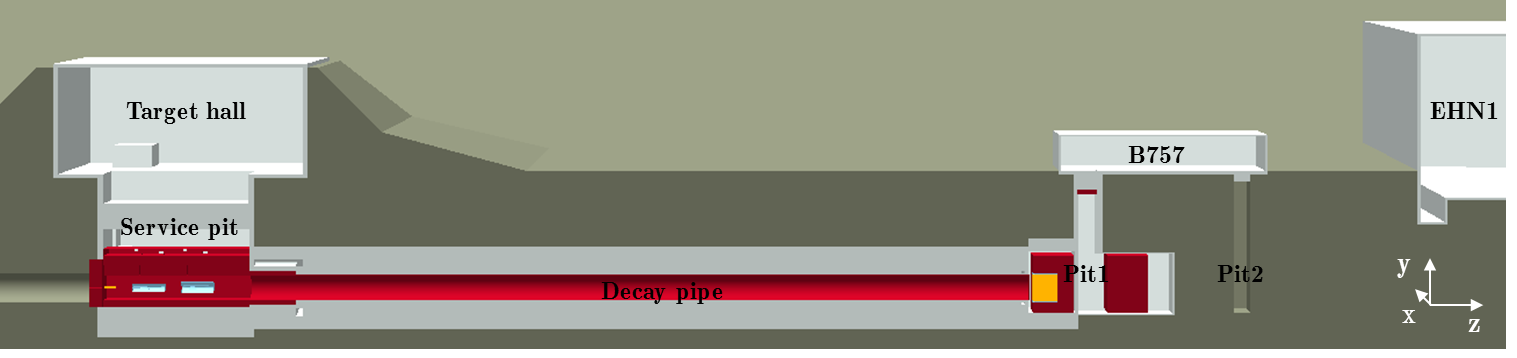 Target hall
EHN1
B757
Service pit
Pit1
Pit2
Decay pipe
y
x
z